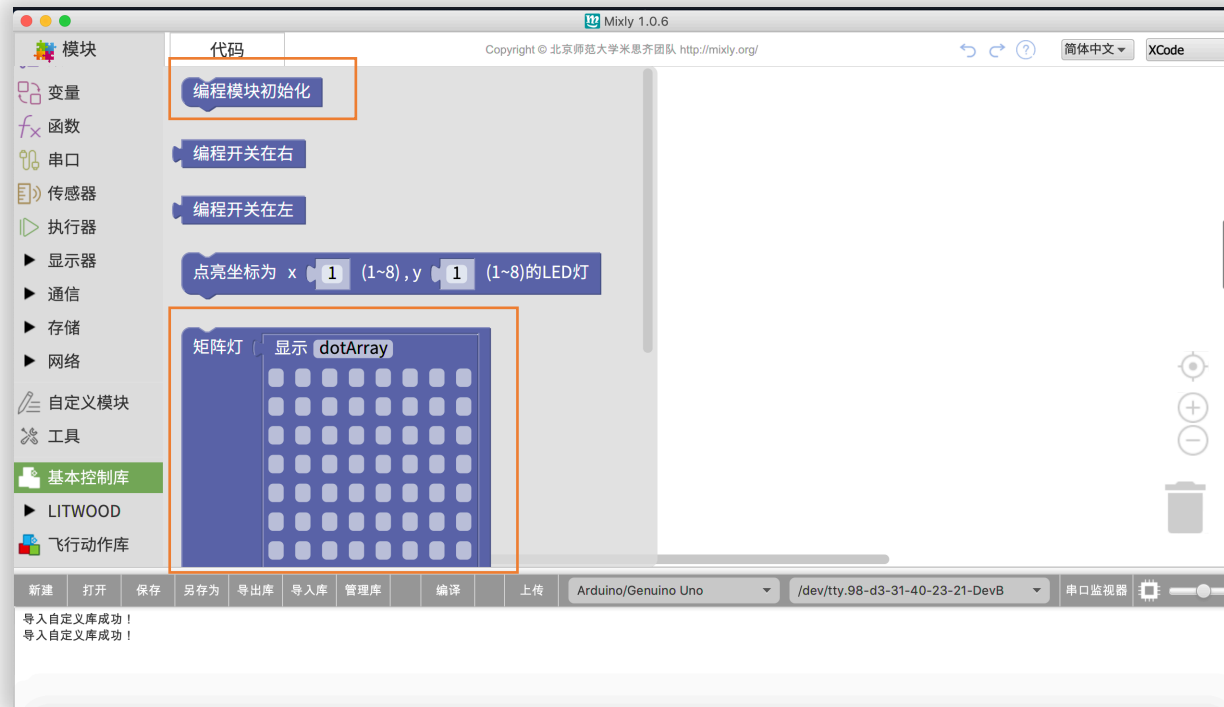 Mixly 1.0.6
模块
代码
Copyright © 北京师范大学米思齐团队 http://mixly.org/
?
简体中文
XCode
变量
函数
串口
传感器
执行器
显示器
通信
存储
网络
自定义模块
工具
基本控制库
LITWOOD
飞行动作库
编程模块初始化
编程开关在右
编程开关在左
点亮坐标为 x 1 (1~8) , y 1 (1~8)的LED灯
矩阵灯 显示 dotArray
新建 打开 保存 另存为 导出库 导入库 管理库 编译 上传 Arduino/Genuino Uno /dev/tty.98-d3-31-40-23-21-DevB 串口监视器
导入自定义库成功！
导入自定义库成功！